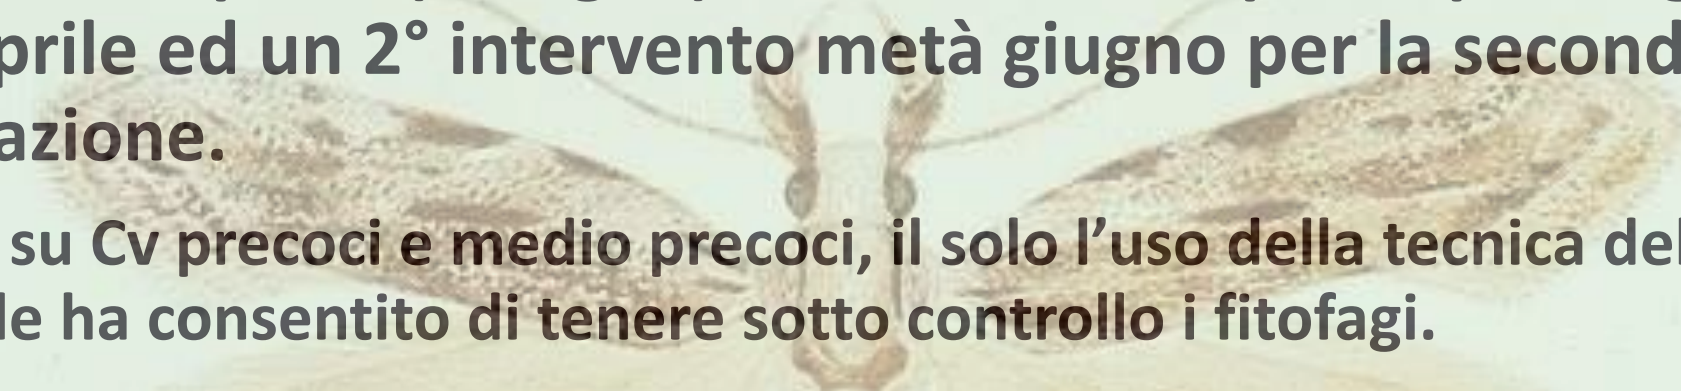 prile ed un 2° intervento metà giugno per la second
azione.
su Cv precoci e medio precoci, il solo l’uso della tecnica del
le ha consentito di tenere sotto controllo i fitofagi.